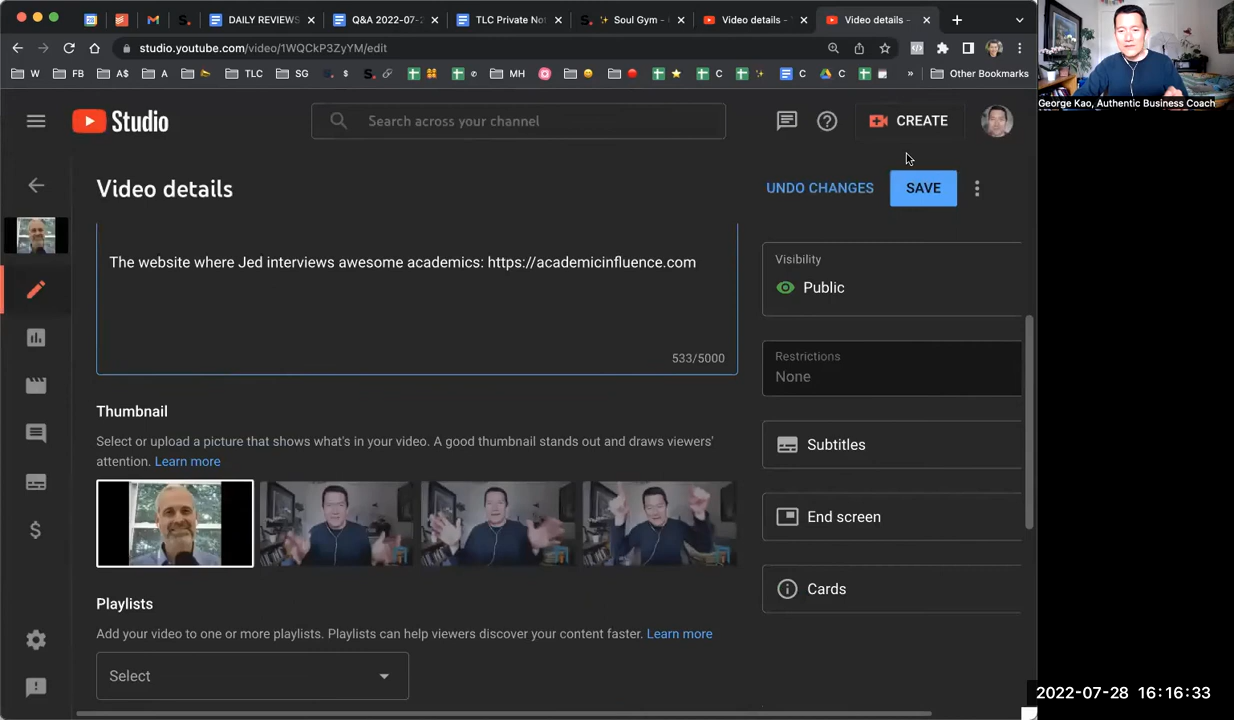 DAILY REVIEWS
Q&A 2022-07-2
TLC Private Not
Soul Gym -
Video details -
Video details -
studio.youtube.com/video/1WQCkP3ZyYM/edit
W
FB
A$
A
TLC
SG
$
MH
C
C
C
Other Bookmarks
George Kao, Authentic Business Coach
Studio
Search across your channel
CREATE
Video details
UNDO CHANGES
SAVE
The website where Jed interviews awesome academics: https://academicinfluence.com
533/5000
Visibility
Public
Restrictions
None
Subtitles
End screen
Cards
Thumbnail
Select or upload a picture that shows what's in your video. A good thumbnail stands out and draws viewers'
attention. Learn more
Playlists
Add your video to one or more playlists. Playlists can help viewers discover your content faster. Learn more
Select
2022-07-28 16:16:33